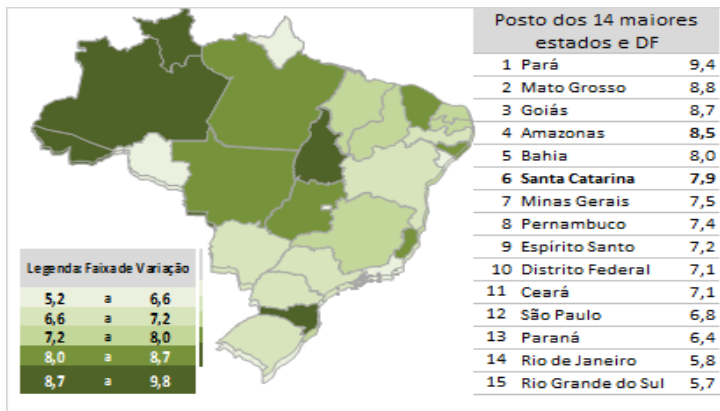 Posto dos 14 maiores
estados e DF
1 Pará 9,4
2 Mato Grosso 8,8
3 Goiás 8,7
4 Amazonas 8,5
5 Bahia 8,0
6 Santa Catarina 7,9
7 Minas Gerais 7,5
8 Pernambuco 7,4
9 Espírito Santo 7,2
10 Distrito Federal 7,1
11 Ceará 7,1
12 São Paulo 6,8
13 Paraná 6,4
14 Rio de Janeiro 5,8
15 Rio Grande do Sul 5,7
Legenda: Faixa de Variação
5,2 a 6,6
6,6 a 7,2
7,2 a 8,0
8,0 a 8,7
8,7 a 9,8